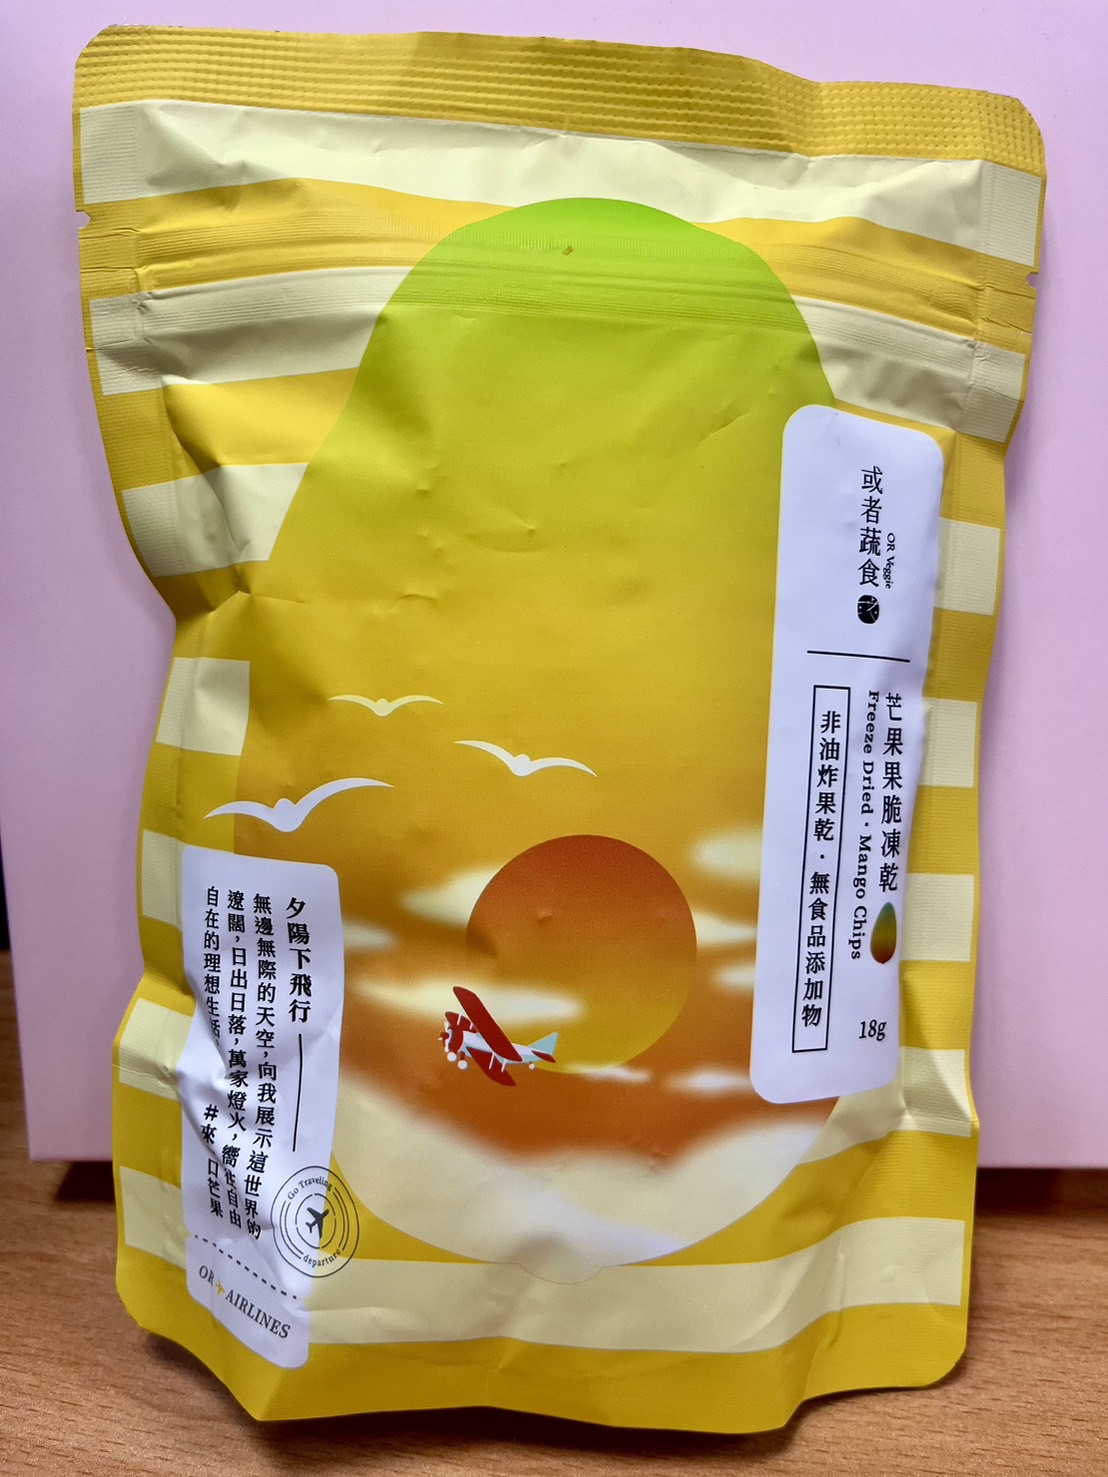 或者蔬食
OR Veggie
芒果果脆凍乾
Freeze Dried · Mango Chips
非油炸果乾 · 無食品添加物
18g
夕陽下飛行
無邊無際的天空，向我展示這世界的
遼闊，日出日落，萬家燈火，嚮往自由
自在的理想生活。 #來一口芒果
Go Traveling
departure
OR AIRLINES